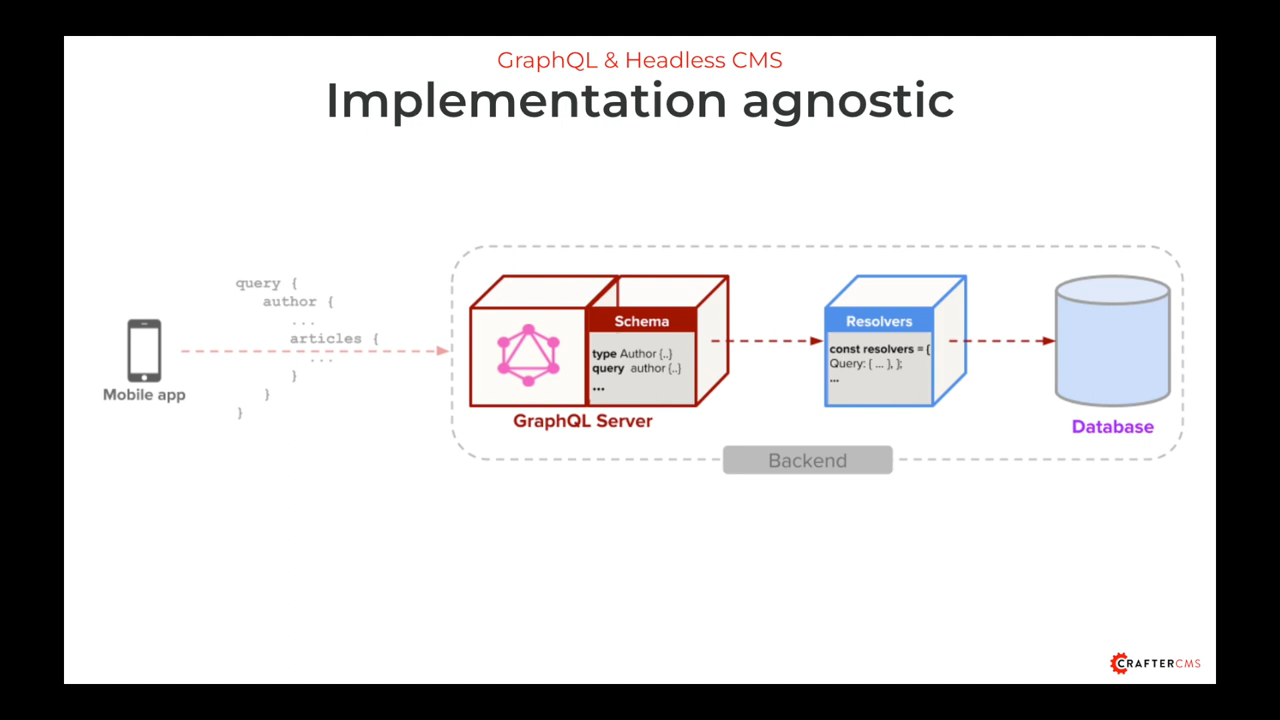 GraphQL & Headless CMS
Implementation agnostic
query {
author {
...
articles {
...
}
}
}
Mobile app
Schema
type Author {..}
query author {..}
...
GraphQL Server
Resolvers
const resolvers = {
Query: { ... }, };
...
Database
Backend
CRAFTERCMS